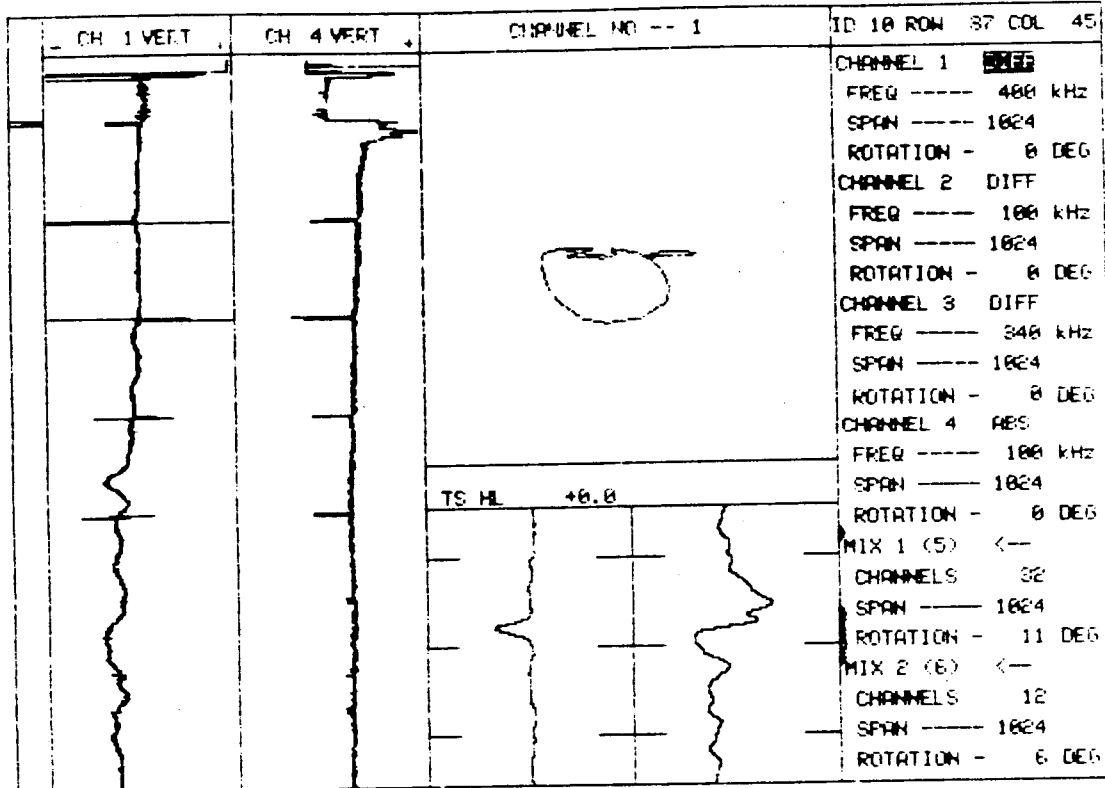 - CH 1 VERT +
CH 4 VERT +
CHANNEL NO -- 1
ID 10 ROW 87 COL 45
CHANNEL 1 DIFF
FREQ ----- 400 kHz
SPAN ----- 1024
ROTATION - 0 DEG
CHANNEL 2 DIFF
FREQ ----- 100 kHz
SPAN ----- 1024
ROTATION - 0 DEG
CHANNEL 3 DIFF
FREQ ----- 340 kHz
SPAN ----- 1024
ROTATION - 0 DEG
CHANNEL 4 ABS
FREQ ----- 100 kHz
SPAN ----- 1024
ROTATION - 0 DEG
MIX 1 (5) <--
CHANNELS 32
SPAN ----- 1024
ROTATION - 11 DEG
MIX 2 (6) <--
CHANNELS 12
SPAN ----- 1024
ROTATION - 6 DEG
TS HL +0.0